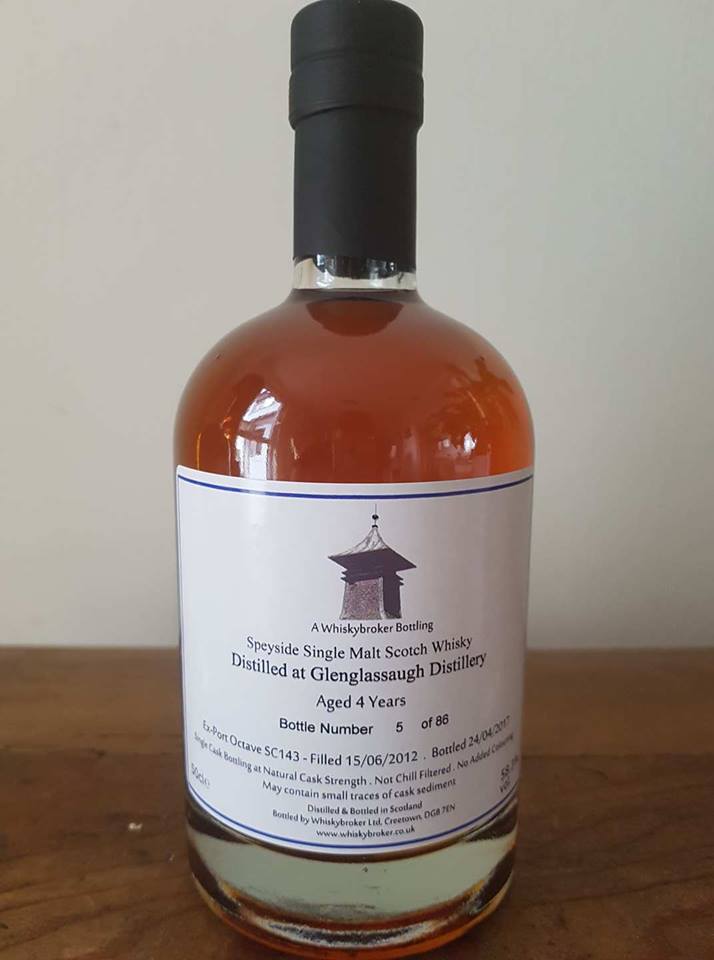 A Whiskybroker Bottling
Speyside Single Malt Scotch Whisky
Distilled at Glenglassaugh Distillery
Aged 4 Years
Bottle Number 5 of 86
Ex-Port Octave SC143 - Filled 15/06/2012 . Bottled 24/04/2017
Single Cask Bottling at Natural Cask Strength . Not Chill Filtered . No Added Colouring
May contain small traces of cask sediment
50cl℮
vol
Distilled & Bottled in Scotland
Bottled by Whiskybroker Ltd, Creetown, DG8 7EN
www.whiskybroker.co.uk